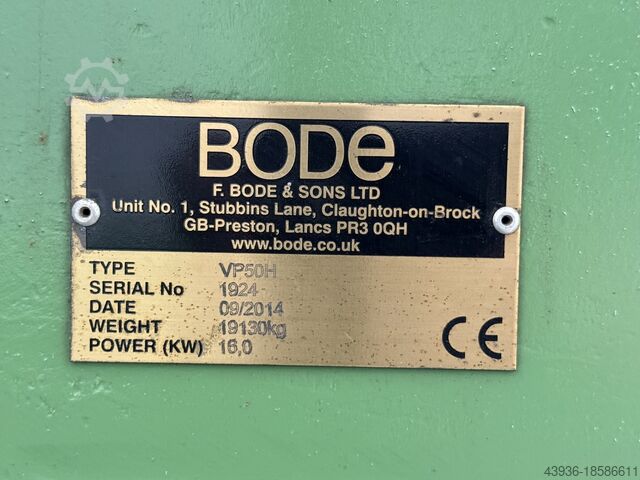 BODe
F. BODE & SONS LTD
Unit No. 1, Stubbins Lane, Claughton-on-Brock
GB-Preston, Lancs PR3 0QH
www.bode.co.uk
TYPE VP50H
SERIAL No 1924
DATE 09/2014
WEIGHT 19130kg
POWER (KW) 16,0
CE
43936-18586611